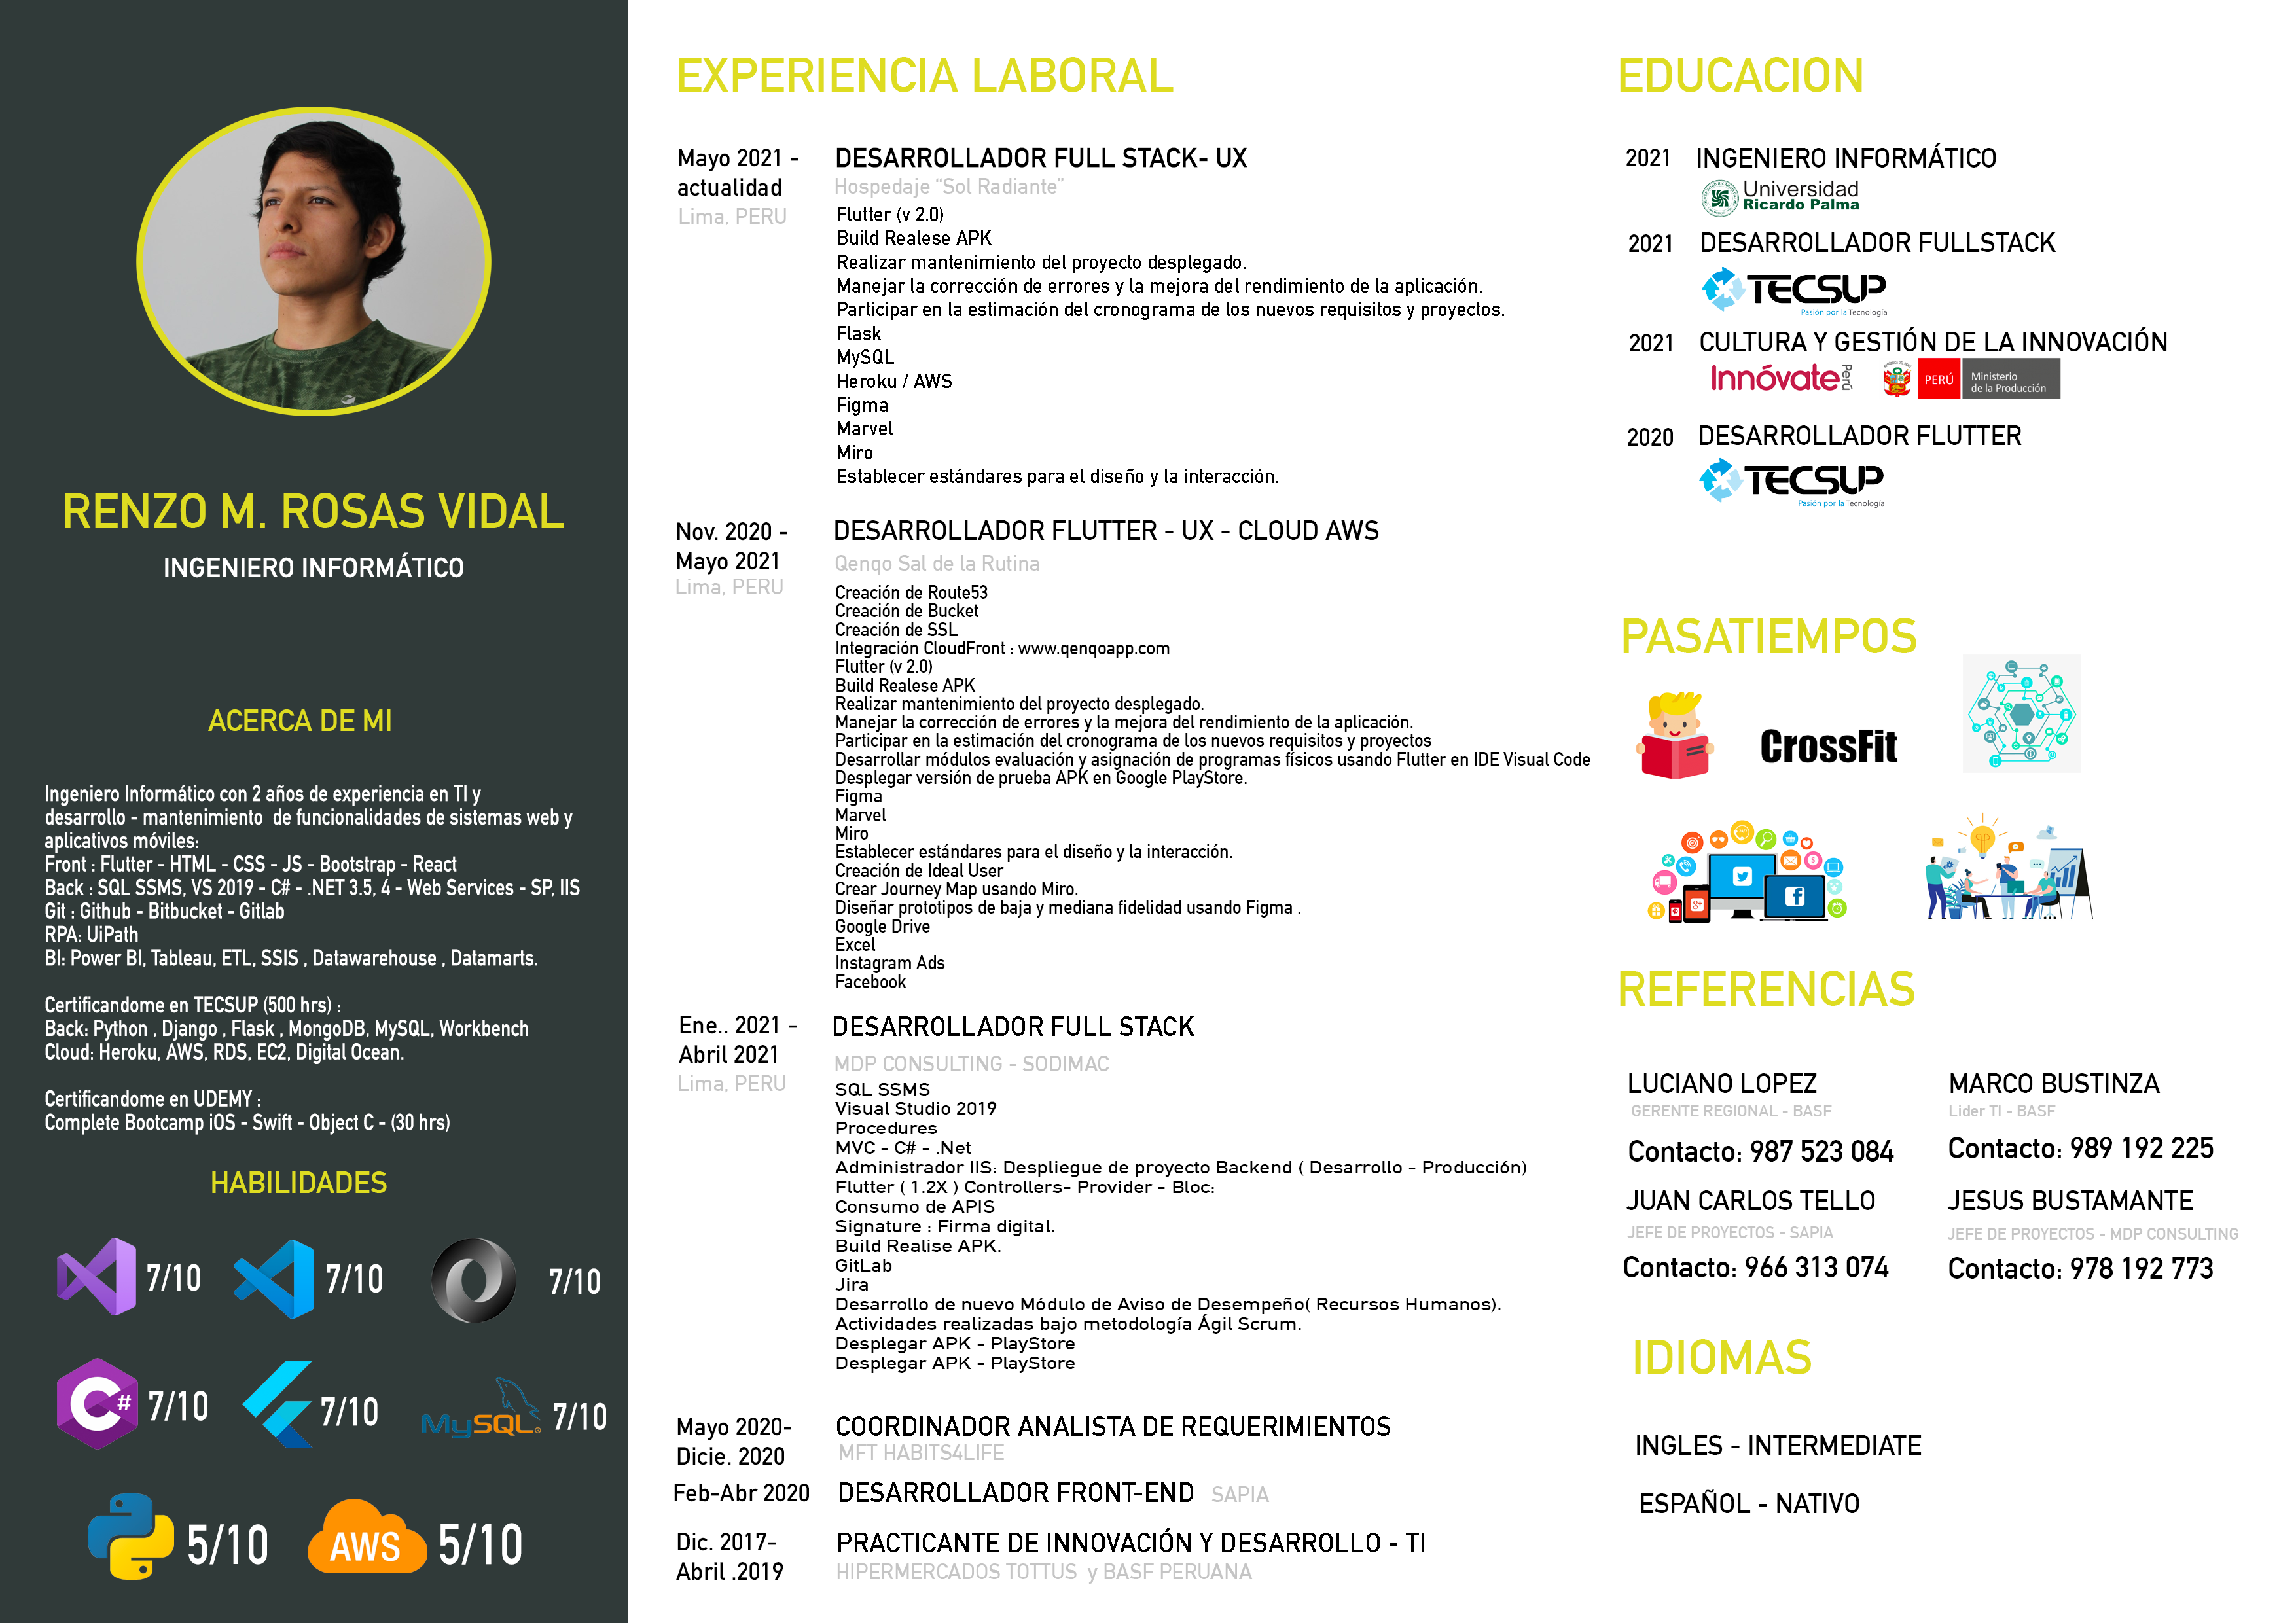 RENZO M. ROSAS VIDAL
INGENIERO INFORMÁTICO
ACERCA DE MI
Ingeniero Informático con 2 años de experiencia en TI y
desarrollo - mantenimiento de funcionalidades de sistemas web y
aplicativos móviles:
Front : Flutter - HTML - CSS - JS - Bootstrap - React
Back : SQL SSMS, VS 2019 - C# - .NET 3.5, 4 - Web Services - SP, IIS
Git : Github - Bitbucket - Gitlab
RPA: UiPath
BI: Power BI, Tableau, ETL, SSIS , Datawarehouse , Datamarts.
Certificandome en TECSUP (500 hrs) :
Back: Python , Django , Flask , MongoDB, MySQL, Workbench
Cloud: Heroku, AWS, RDS, EC2, Digital Ocean.
Certificandome en UDEMY :
Complete Bootcamp iOS - Swift - Object C - (30 hrs)
HABILIDADES
7/10 7/10 7/10
C# 7/10 7/10 MySQL 7/10
5/10 AWS 5/10
EXPERIENCIA LABORAL
Mayo 2021 -
actualidad
Lima, PERU
DESARROLLADOR FULL STACK- UX
Hospedaje “Sol Radiante”
Flutter (v 2.0)
Build Realese APK
Realizar mantenimiento del proyecto desplegado.
Manejar la corrección de errores y la mejora del rendimiento de la aplicación.
Participar en la estimación del cronograma de los nuevos requisitos y proyectos.
Flask
MySQL
Heroku / AWS
Figma
Marvel
Miro
Establecer estándares para el diseño y la interacción.
Nov. 2020 -
Mayo 2021
Lima, PERU
DESARROLLADOR FLUTTER - UX - CLOUD AWS
Qenqo Sal de la Rutina
Creación de Route53
Creación de Bucket
Creación de SSL
Integración CloudFront : www.qenqoapp.com
Flutter (v 2.0)
Build Realese APK
Realizar mantenimiento del proyecto desplegado.
Manejar la corrección de errores y la mejora del rendimiento de la aplicación.
Participar en la estimación del cronograma de los nuevos requisitos y proyectos
Desarrollar módulos evaluación y asignación de programas físicos usando Flutter en IDE Visual Code
Desplegar versión de prueba APK en Google PlayStore.
Figma
Marvel
Miro
Establecer estándares para el diseño y la interacción.
Creación de Ideal User
Crear Journey Map usando Miro.
Diseñar prototipos de baja y mediana fidelidad usando Figma .
Google Drive
Excel
Instagram Ads
Facebook
Ene.. 2021 -
Abril 2021
Lima, PERU
DESARROLLADOR FULL STACK
MDP CONSULTING - SODIMAC
SQL SSMS
Visual Studio 2019
Procedures
MVC - C# - .Net
Administrador IIS: Despliegue de proyecto Backend ( Desarrollo - Producción)
Flutter ( 1.2X ) Controllers- Provider - Bloc:
Consumo de APIS
Signature : Firma digital.
Build Realise APK.
GitLab
Jira
Desarrollo de nuevo Módulo de Aviso de Desempeño( Recursos Humanos).
Actividades realizadas bajo metodología Ágil Scrum.
Desplegar APK - PlayStore
Desplegar APK - PlayStore
Mayo 2020-
Dicie. 2020
COORDINADOR ANALISTA DE REQUERIMIENTOS
MFT HABITS4LIFE
Feb-Abr 2020 DESARROLLADOR FRONT-END SAPIA
Dic. 2017-
Abril .2019
PRACTICANTE DE INNOVACIÓN Y DESARROLLO - TI
HIPERMERCADOS TOTTUS y BASF PERUANA
EDUCACION
2021 INGENIERO INFORMÁTICO
Universidad
Ricardo Palma
2021 DESARROLLADOR FULLSTACK
TECSUP
Pasión por la Tecnología
2021 CULTURA Y GESTIÓN DE LA INNOVACIÓN
Innóvate Perú
PERÚ
Ministerio
de la Producción
2020 DESARROLLADOR FLUTTER
TECSUP
Pasión por la Tecnología
PASATIEMPOS
CrossFit
REFERENCIAS
LUCIANO LOPEZ
GERENTE REGIONAL - BASF
Contacto: 987 523 084
MARCO BUSTINZA
Lider TI - BASF
Contacto: 989 192 225
JUAN CARLOS TELLO
JEFE DE PROYECTOS - SAPIA
Contacto: 966 313 074
JESUS BUSTAMANTE
JEFE DE PROYECTOS - MDP CONSULTING
Contacto: 978 192 773
IDIOMAS
INGLES - INTERMEDIATE
ESPAÑOL - NATIVO